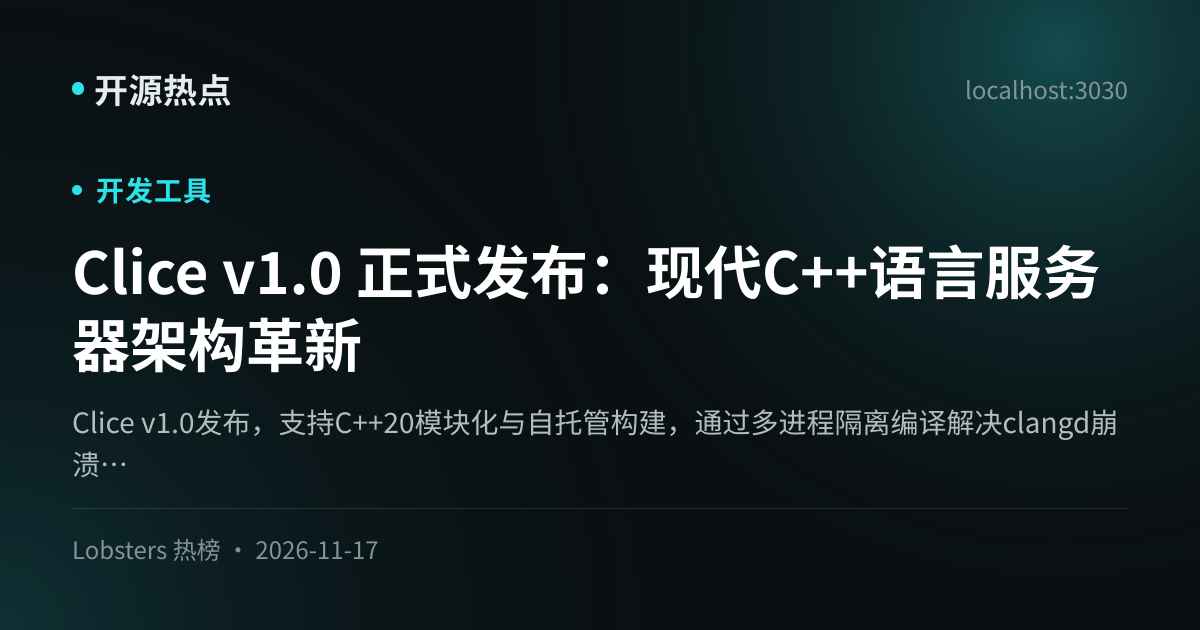 开源热点
localhost:3030
开发工具
Clice v1.0 正式发布：现代C++语言服务
器架构革新
Clice v1.0发布，支持C++20模块化与自托管构建，通过多进程隔离编译解决clangd崩
溃…
Lobsters 热榜 · 2026-11-17